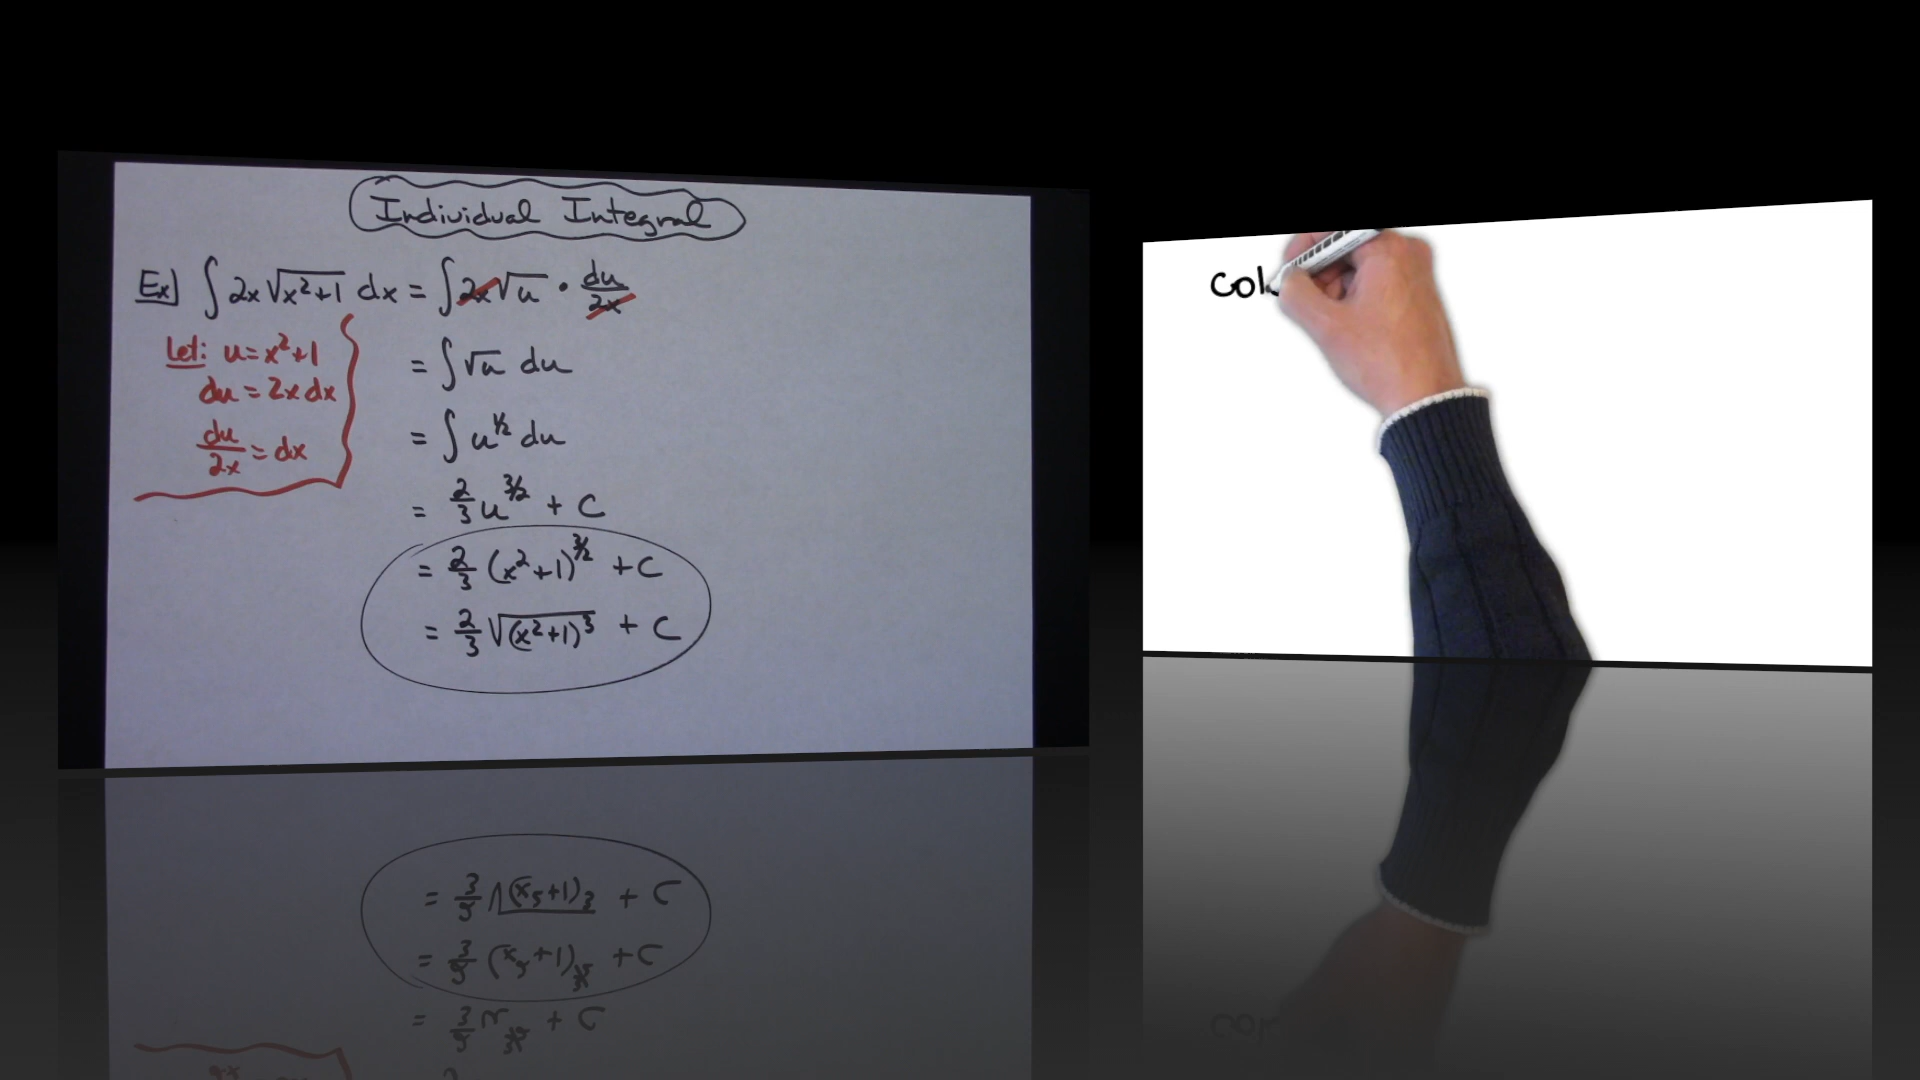 Individual Integral
Ex] ∫ 2x√(x²+1) dx = ∫ 2x√u • du/2x
Let: u = x²+1
du = 2x dx
du/2x = dx
= ∫ √u du
= ∫ u^1/2 du
= 2/3 u^3/2 + C
= 2/3 (x²+1)^3/2 + C
= 2/3 √(x²+1)³ + C
Col